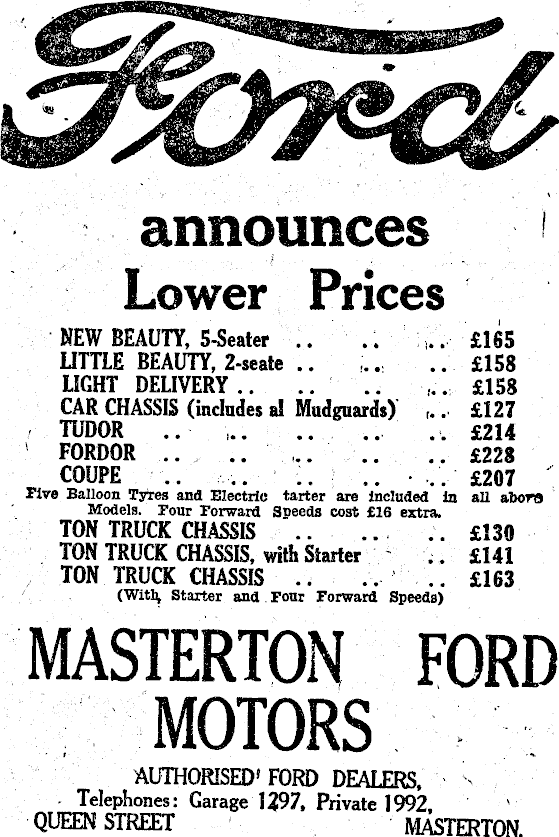 Ford
announces
Lower Prices
NEW BEAUTY, 5-Seater .. .. .. £165
LITTLE BEAUTY, 2-seate .. .. .. £158
LIGHT DELIVERY .. .. .. .. £158
CAR CHASSIS (includes al Mudguards) .. £127
TUDOR .. .. .. .. .. £214
FORDOR .. .. .. .. .. £228
COUPE .. .. .. .. .. £207
Five Balloon Tyres and Electric tarter are included in all above
Models. Four Forward Speeds cost £16 extra.
TON TRUCK CHASSIS .. .. .. £130
TON TRUCK CHASSIS, with Starter .. £141
TON TRUCK CHASSIS .. .. .. £163
(With Starter and Four Forward Speeds)
MASTERTON FORD
MOTORS
AUTHORISED FORD DEALERS,
Telephones: Garage 1297, Private 1992,
QUEEN STREET MASTERTON.